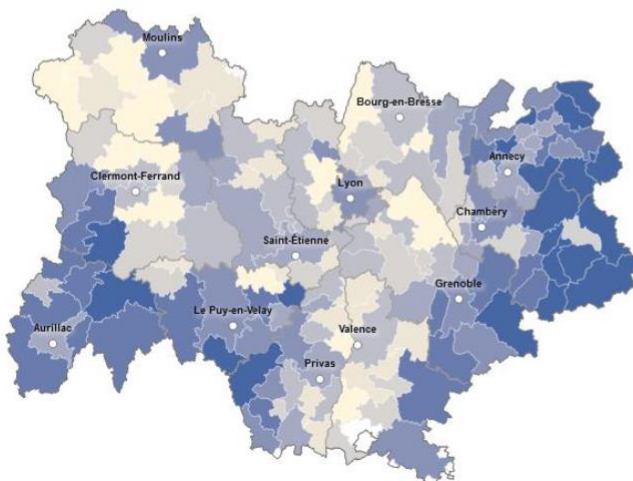 Moulins
Bourg-en-Bresse
Annecy
Clermont-Ferrand
Lyon
Chambéry
Saint-Étienne
Grenoble
Le Puy-en-Velay
Aurillac
Valence
Privas